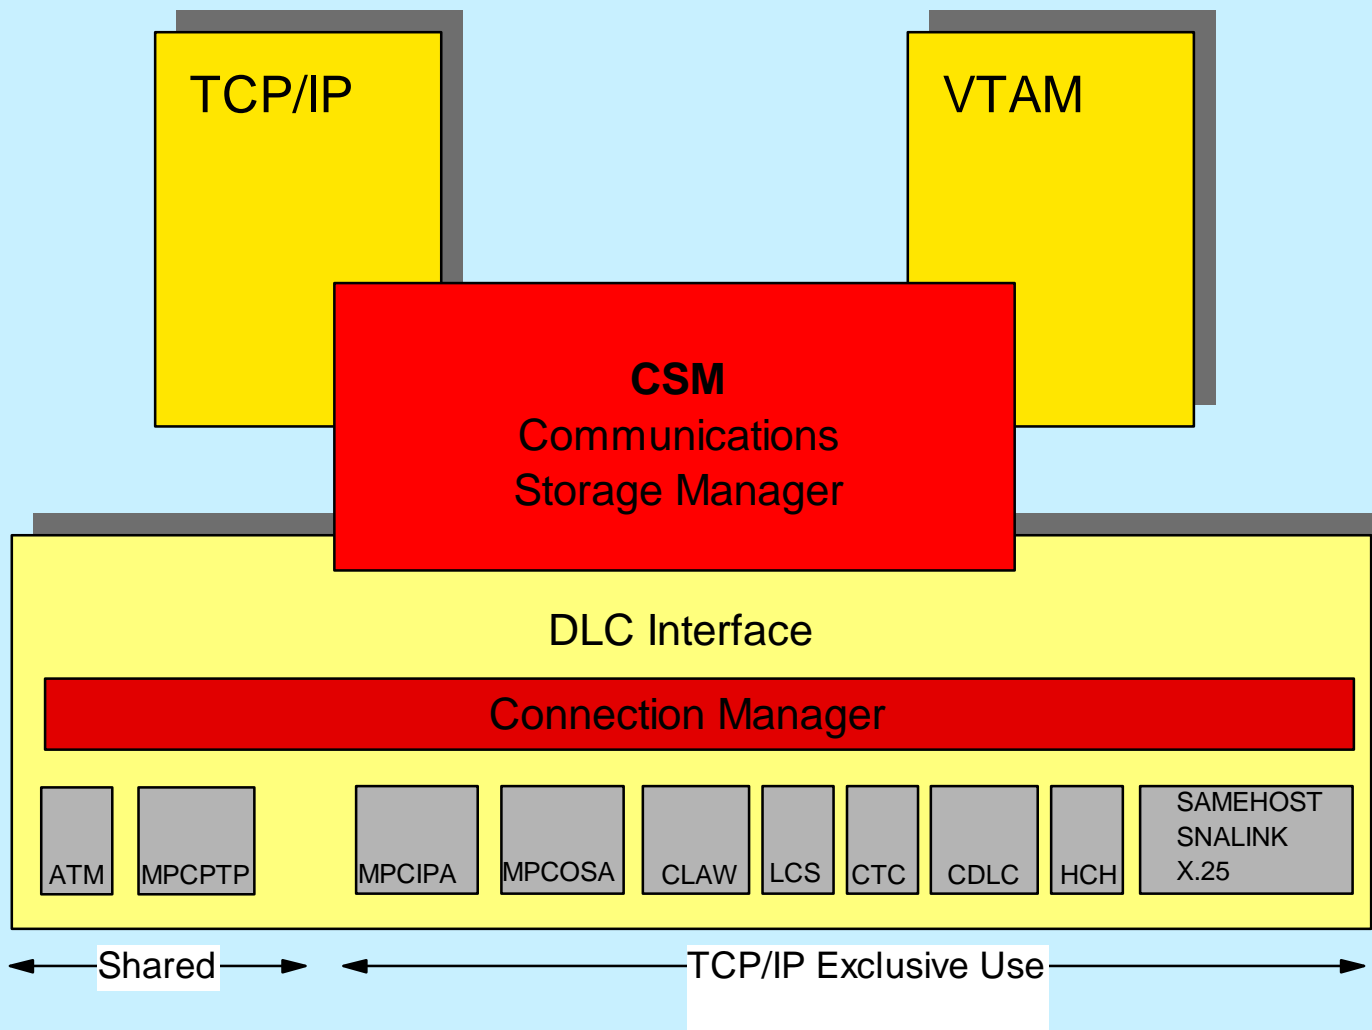 TCP/IP
VTAM
CSM
Communications
Storage Manager
DLC Interface
Connection Manager
ATM
MPCPTP
MPCIPA
MPCOSA
CLAW
LCS
CTC
CDLC
HCH
SAMEHOST
SNALINK
X.25
Shared
TCP/IP Exclusive Use